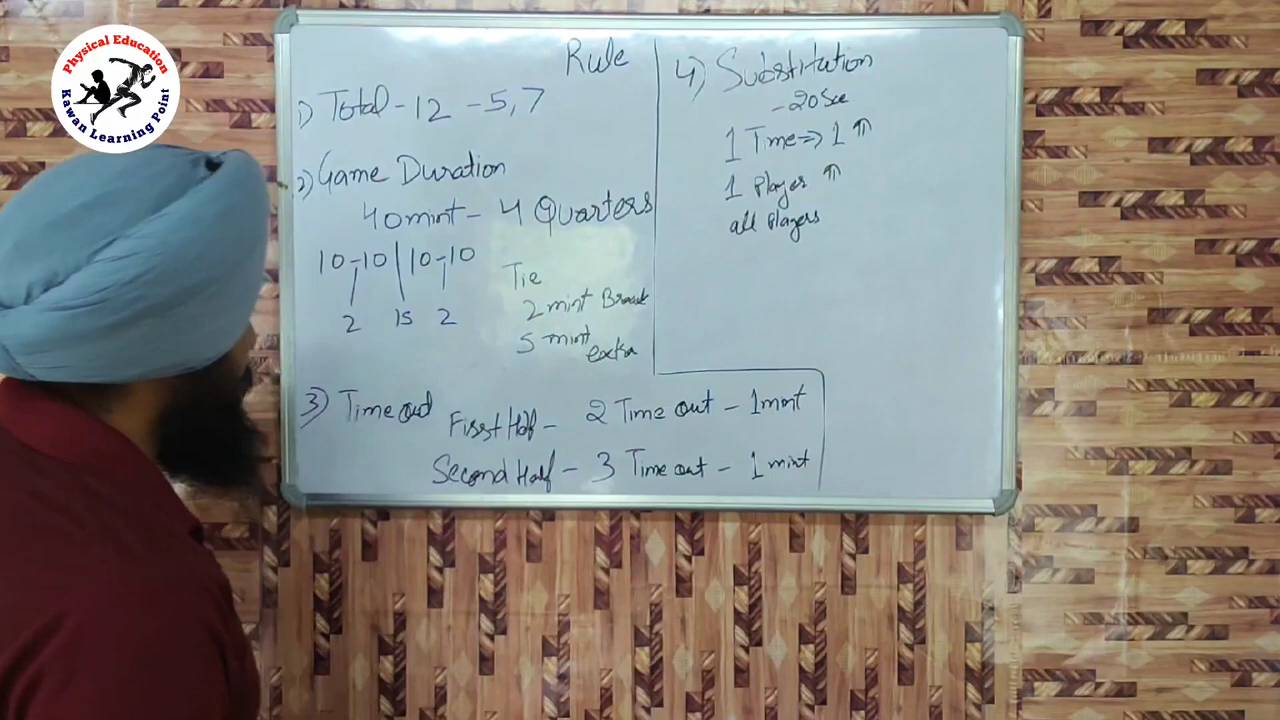 Physical Education
Kawan Learning Point
Rule
1) Total - 12 - 5, 7
2) Game Duration
40 mint - 4 Quarters
10-10 | 10-10
2 15 2
Tie
2 mint Break
5 mint
extra
3) Time out
First Half - 2 Time out - 1 mint
Second Half - 3 Time out - 1 mint
4) Substitution
- 20 Sec
1 Time => 1
1 Player
all Players